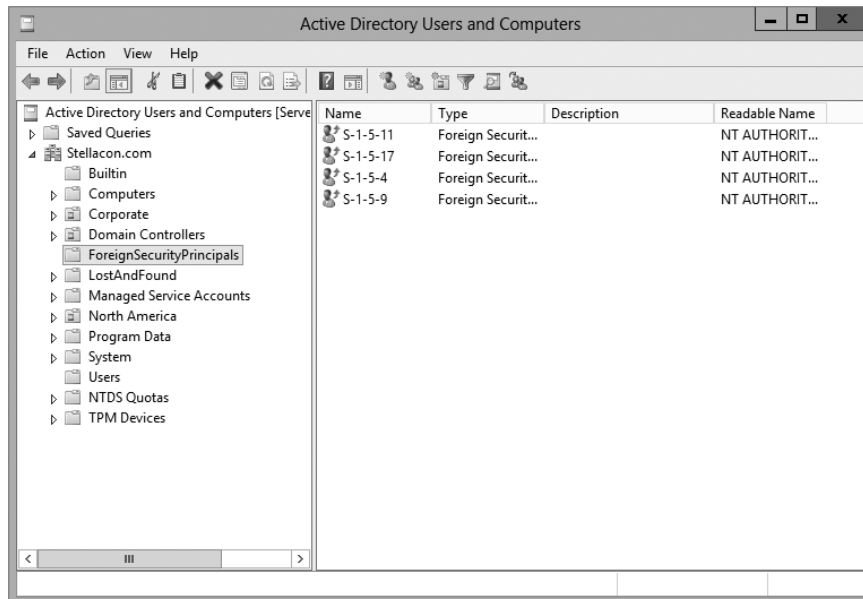 Active Directory Users and Computers
File Action View Help
Active Directory Users and Computers [Serve
Saved Queries
Stellacon.com
Builtin
Computers
Corporate
Domain Controllers
ForeignSecurityPrincipals
LostAndFound
Managed Service Accounts
North America
Program Data
System
Users
NTDS Quotas
TPM Devices
Name Type Description Readable Name
S-1-5-11 Foreign Securit... NT AUTHORIT...
S-1-5-17 Foreign Securit... NT AUTHORIT...
S-1-5-4 Foreign Securit... NT AUTHORIT...
S-1-5-9 Foreign Securit... NT AUTHORIT...